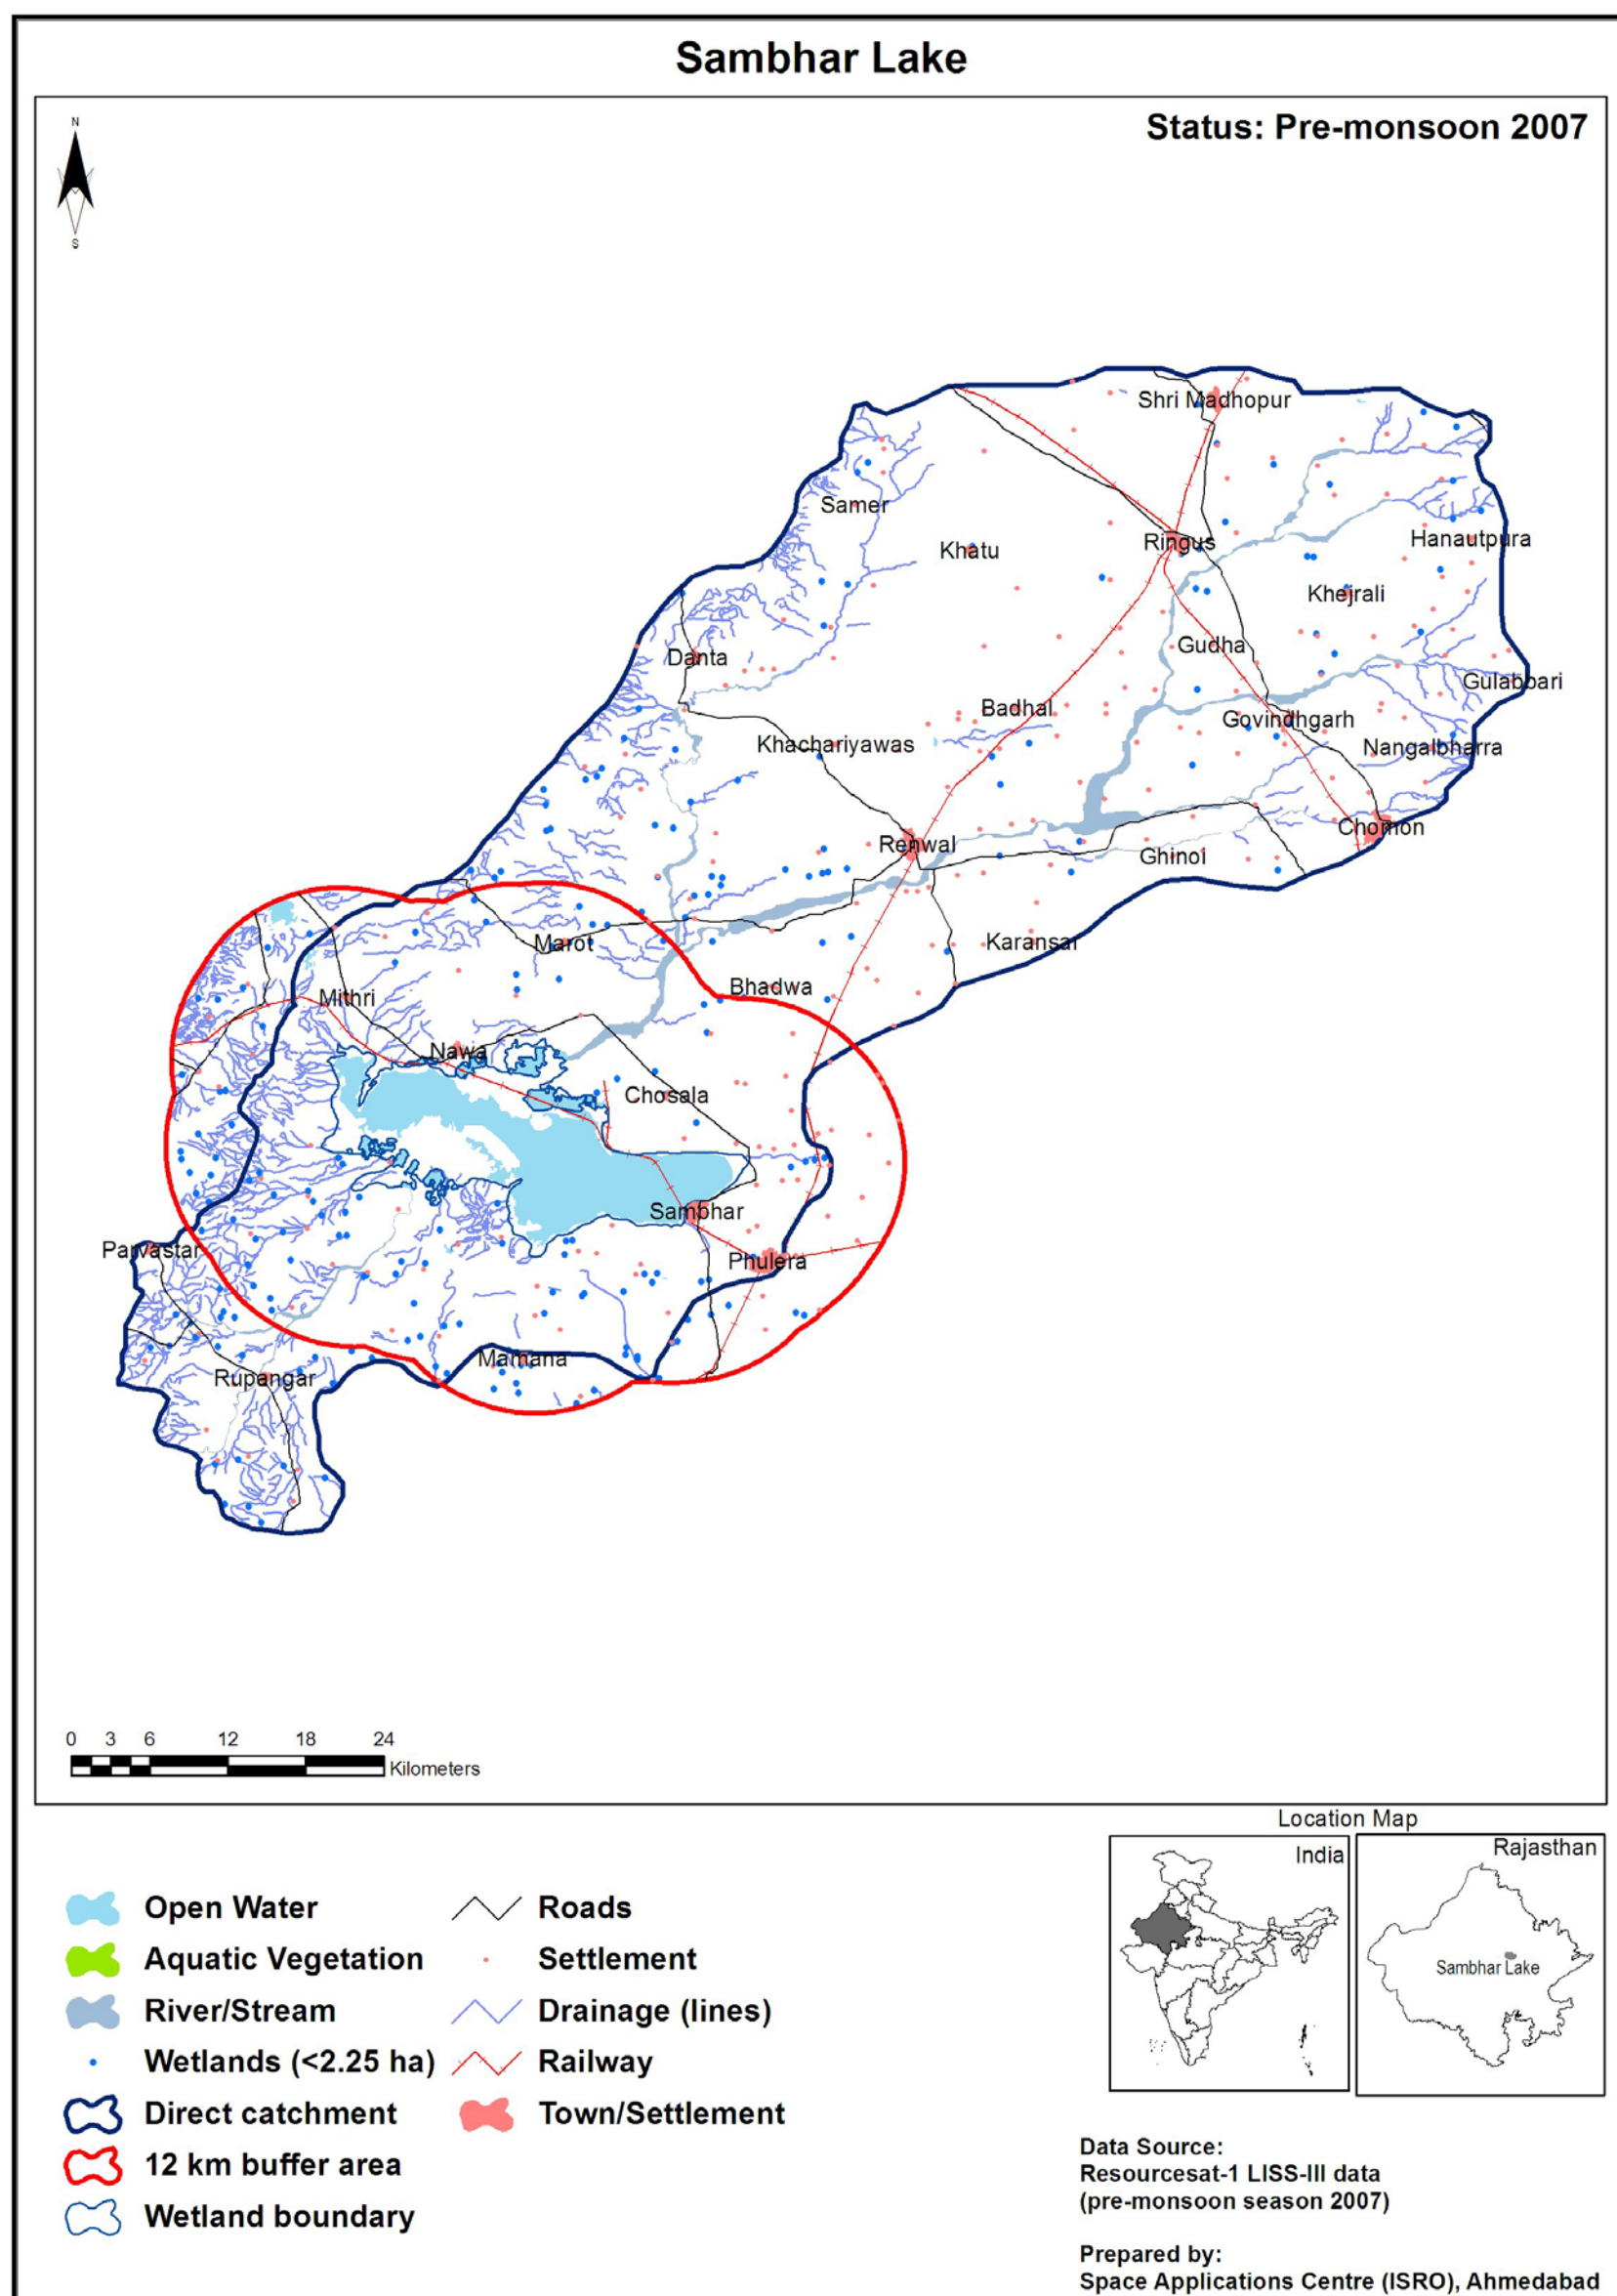 Sambhar Lake
Status: Pre-monsoon 2007
N
S
Shri Madhopur
Samer
Ringus
Hanautpura
Khatu
Khejrali
Gudha
Danta
Gulabbari
Badhal
Govindhgarh
Khachariyawas
Nangalbharra
Chomon
Renwal
Ghinoi
Marot
Karansar
Bhadwa
Mithri
Nawa
Chosala
Sambhar
Parvastar
Phulera
Mamana
Rupangar
0 3 6 12 18 24
Kilometers
Location Map
India
Rajasthan
Sambhar Lake
Open Water
Roads
Aquatic Vegetation
Settlement
River/Stream
Drainage (lines)
Wetlands (<2.25 ha)
Railway
Direct catchment
Town/Settlement
12 km buffer area
Wetland boundary
Data Source:
Resourcesat-1 LISS-III data
(pre-monsoon season 2007)
Prepared by:
Space Applications Centre (ISRO), Ahmedabad